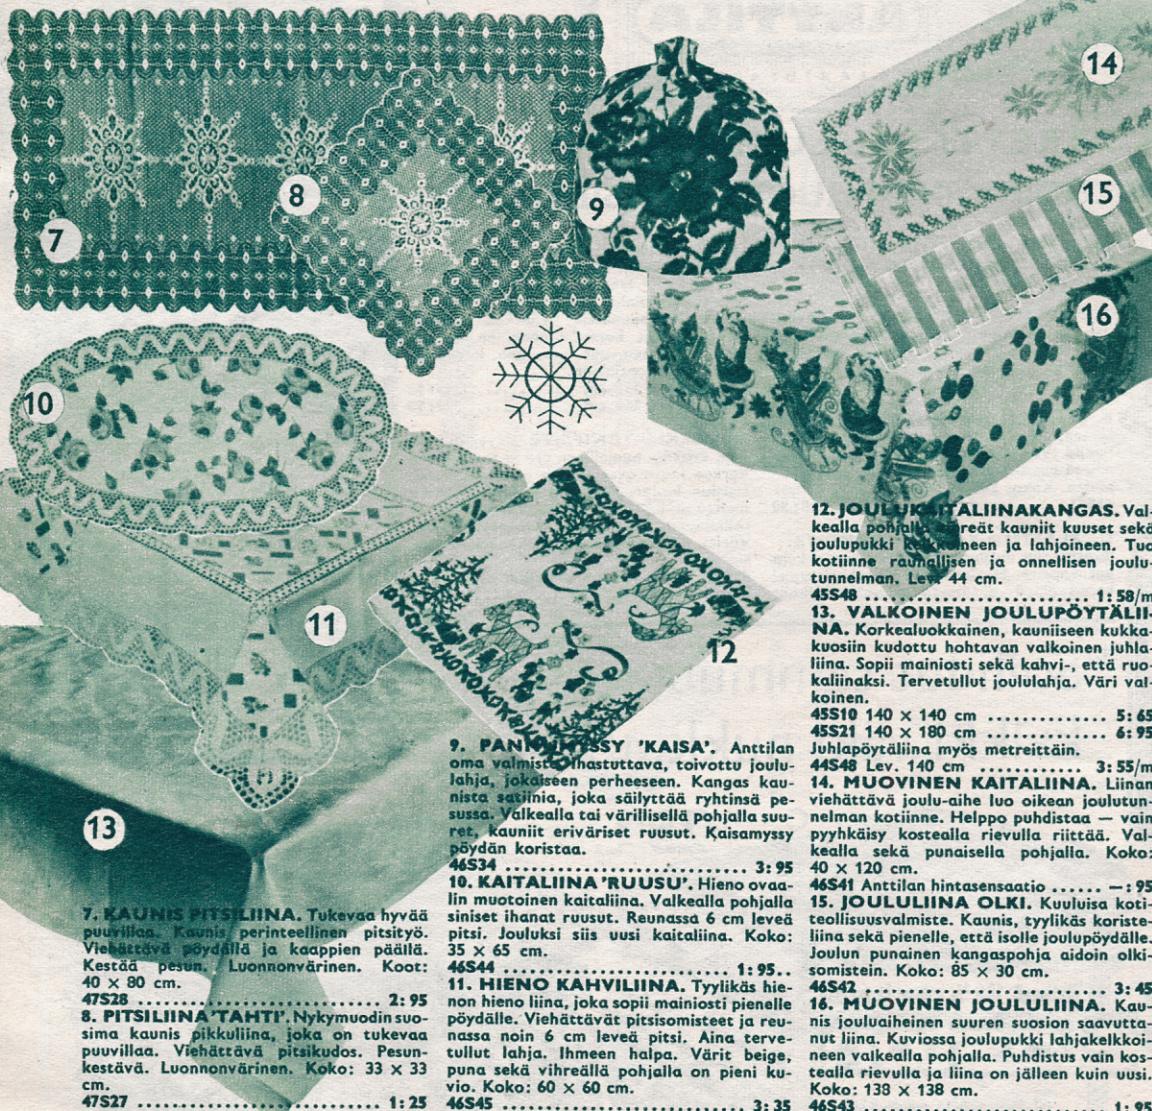 7
8
9
14
15
16
10
11
12
13
7. KAUNIS PITSILIINA. Tukevaa hyvää
puuvillaa. Kaunis perinteellinen pitsityö.
Viehättävä pöydällä ja kaappien päällä.
Kestää pesun. Luonnonvärinen. Koot:
40 × 80 cm.
47S28 .............................. 2:95
8. PITSILIINA 'TAHTI'. Nykymuodin suo-
sima kaunis pikkuliina, joka on tukevaa
puuvillaa. Viehättävä pitsikudos. Pesun-
kestävä. Luonnonvärinen. Koko: 33 × 33
cm.
47S27 .............................. 1:25
9. PANNUMYSSY 'KAISA'. Anttilan
oma valmiste. Ihastuttava, toivottu joulu-
lahja, jokaiseen perheeseen. Kangas kau-
nista satiinia, joka säilyttää ryhtinsä pe-
sussa. Valkealla tai värillisellä pohjalla suu-
ret, kauniit eriväriset ruusut. Kaisamyssy
pöydän koristaa.
46S34 .............................. 3:95
10. KAITALIINA 'RUUSU'. Hieno ovaa-
lin muotoinen kaitaliina. Valkealla pohjalla
siniset ihanat ruusut. Reunassa 6 cm leveä
pitsi. Jouluksi siis uusi kaitaliina. Koko:
35 × 65 cm.
46S44 .............................. 1:95..
11. HIENO KAHVILIINA. Tyylikäs hie-
non hieno liina, joka sopii mainiosti pienelle
pöydälle. Viehättävät pitsisomisteet ja reu-
nassa noin 6 cm leveä pitsi. Aina terve-
tullut lahja. Ihmeen halpa. Värit beige,
puna sekä vihreällä pohjalla on pieni ku-
vio. Koko: 60 × 60 cm.
46S45 .............................. 3:35
12. JOULUKAITALIINAKANGAS. Val-
kealla pohjalla vihreät kauniit kuuset sekä
joulupukki kelkkoineen ja lahjoineen. Tuo
kotiinne rauhallisen ja onnellisen joulu-
tunnelman. Lev. 44 cm.
45S48 .............................. 1:58/m
13. VALKOINEN JOULUPÖYTÄLII-
NA. Korkealuokkainen, kauniiseen kukka-
kuosiin kudottu hohtavan valkoinen juhla-
liina. Sopii mainiosti sekä kahvi-, että ruo-
kaliinaksi. Tervetullut joululahja. Väri val-
koinen.
45S10 140 × 140 cm .............. 5:65
45S21 140 × 180 cm .............. 6:95
Juhlapöytäliina myös metreittäin.
44S48 Lev. 140 cm ............ 3:55/m
14. MUOVINEN KAITALIINA. Liinan
viehättävä joulu-aihe luo oikean joulutun-
nelman kotiinne. Helppo puhdistaa — vain
pyyhkäisy kostealla rievulla riittää. Val-
kealla sekä punaisella pohjalla. Koko:
40 × 120 cm.
46S41 Anttilan hintasensaatio ...... —:95
15. JOULULIINA OLKI. Kuuluisa koti-
teollisuusvalmiste. Kaunis, tyylikäs koriste-
liina sekä pienelle, että isolle joulupöydälle.
Joulun punainen kangaspohja aidoin olki-
somistein. Koko: 85 × 30 cm.
46S42 .............................. 3:45
16. MUOVINEN JOULULIINA. Kau-
nis jouluaiheinen suuren suosion saavutta-
nut liina. Kuviossa joulupukki lahjakelkkoi-
neen valkealla pohjalla. Puhdistus vain kos-
tealla rievulla ja liina on jälleen kuin uusi.
Koko: 138 × 138 cm.
46S43 .............................. 1:95